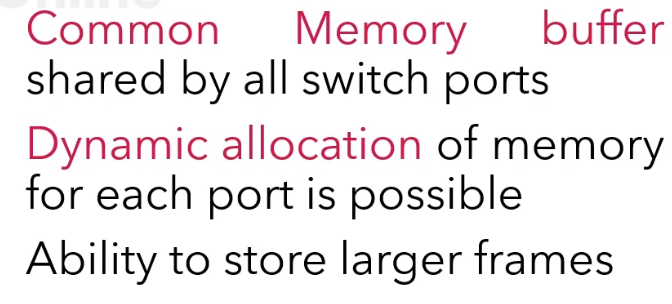 Common Memory buffer
shared by all switch ports
Dynamic allocation of memory
for each port is possible
Ability to store larger frames